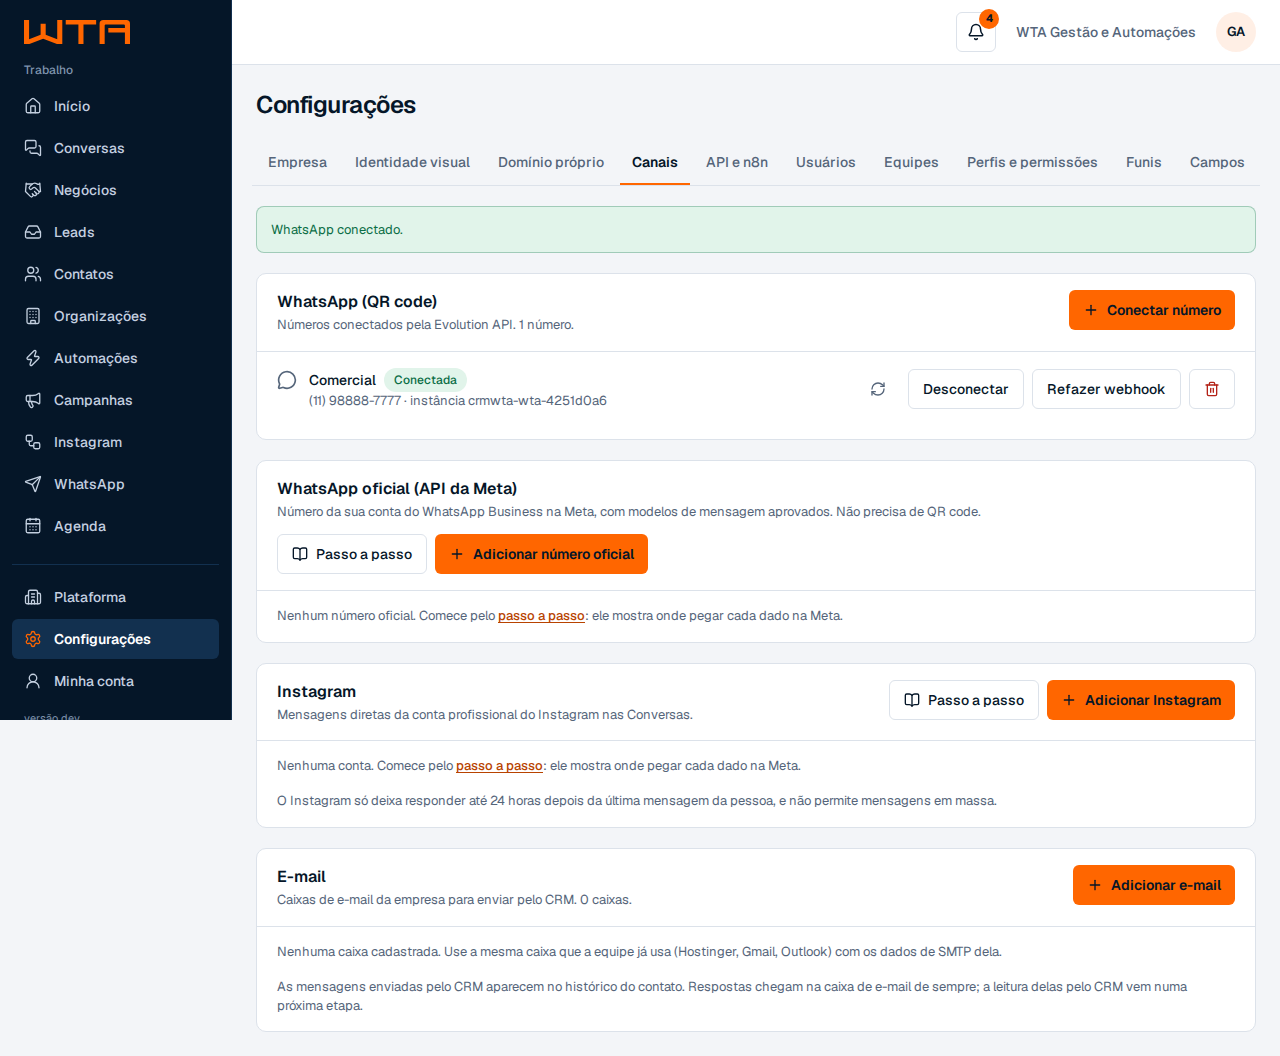 WTA
Trabalho
Início
Conversas
Negócios
Leads
Contatos
Organizações
Automações
Campanhas
Instagram
WhatsApp
Agenda
Plataforma
Configurações
Minha conta
versão dev
4
WTA Gestão e Automações
GA
Configurações
Empresa
Identidade visual
Domínio próprio
Canais
API e n8n
Usuários
Equipes
Perfis e permissões
Funis
Campos
WhatsApp conectado.
WhatsApp (QR code)
Números conectados pela Evolution API. 1 número.
Conectar número
Comercial
Conectada
(11) 98888-7777 · instância crmwta-wta-4251d0a6
Desconectar
Refazer webhook
WhatsApp oficial (API da Meta)
Número da sua conta do WhatsApp Business na Meta, com modelos de mensagem aprovados. Não precisa de QR code.
Passo a passo
Adicionar número oficial
Nenhum número oficial. Comece pelo passo a passo: ele mostra onde pegar cada dado na Meta.
Instagram
Mensagens diretas da conta profissional do Instagram nas Conversas.
Passo a passo
Adicionar Instagram
Nenhuma conta. Comece pelo passo a passo: ele mostra onde pegar cada dado na Meta.
O Instagram só deixa responder até 24 horas depois da última mensagem da pessoa, e não permite mensagens em massa.
E-mail
Caixas de e-mail da empresa para enviar pelo CRM. 0 caixas.
Adicionar e-mail
Nenhuma caixa cadastrada. Use a mesma caixa que a equipe já usa (Hostinger, Gmail, Outlook) com os dados de SMTP dela.
As mensagens enviadas pelo CRM aparecem no histórico do contato. Respostas chegam na caixa de e-mail de sempre; a leitura delas pelo CRM vem numa
próxima etapa.